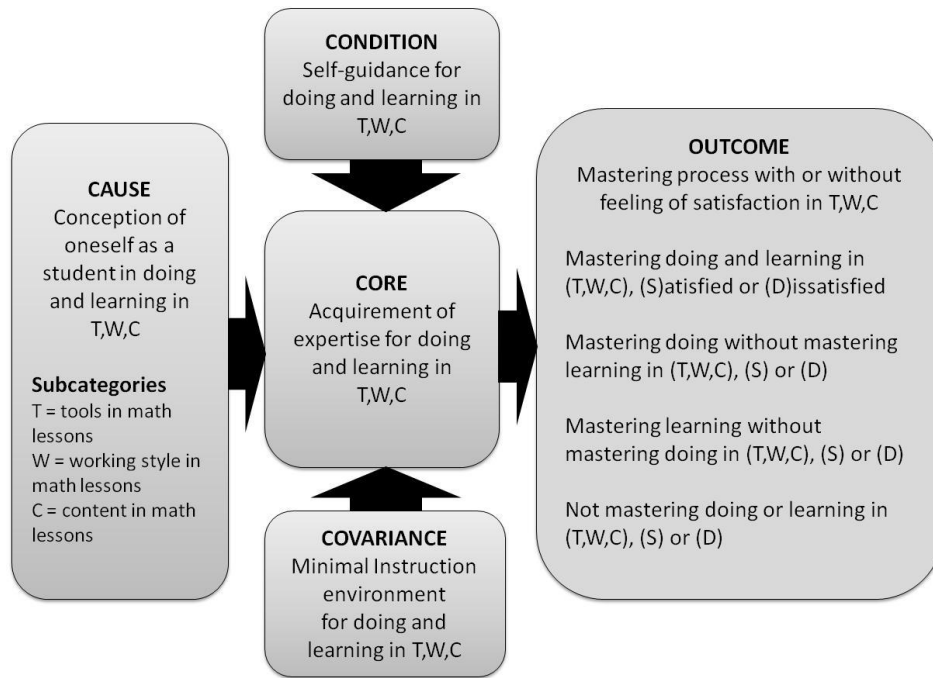 CONDITION
Self-guidance for
doing and learning in
T,W,C
CAUSE
Conception of
oneself as a
student in doing
and learning in
T,W,C
Subcategories
T = tools in math
lessons
W = working style in
math lessons
C = content in math
lessons
CORE
Acquirement of
expertise for doing
and learning in
T,W,C
COVARIANCE
Minimal Instruction
environment
for doing and
learning in T,W,C
OUTCOME
Mastering process with or without
feeling of satisfaction in T,W,C
Mastering doing and learning in
(T,W,C), (S)atisfied or (D)issatisfied
Mastering doing without mastering
learning in (T,W,C), (S) or (D)
Mastering learning without
mastering doing in (T,W,C), (S) or (D)
Not mastering doing or learning in
(T,W,C), (S) or (D)